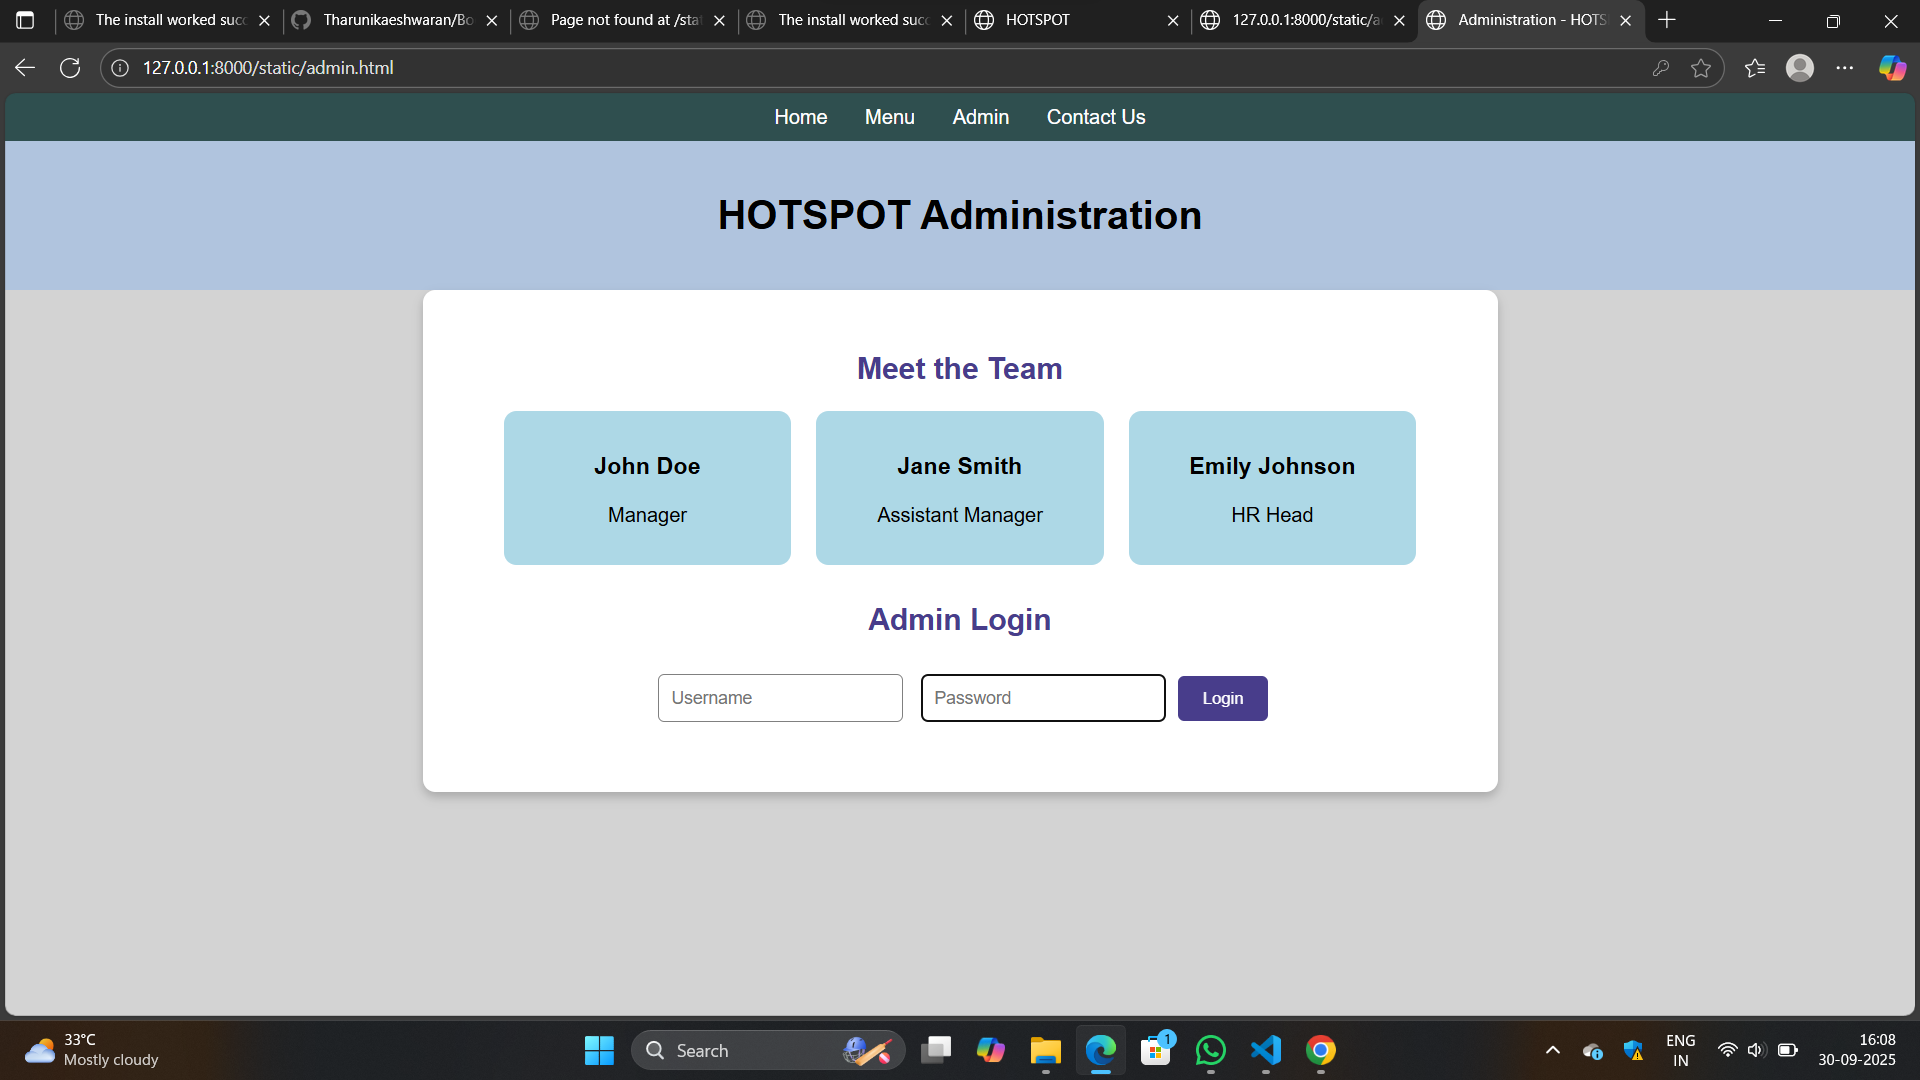 The install worked succ
Tharunikaeshwaran/Bo
Page not found at /stat
The install worked succ
HOTSPOT
127.0.0.1:8000/static/a
Administration - HOTS
127.0.0.1:8000/static/admin.html
Home Menu Admin Contact Us
HOTSPOT Administration
Meet the Team
John Doe
Manager
Jane Smith
Assistant Manager
Emily Johnson
HR Head
Admin Login
Username Password Login
33°C
Mostly cloudy
Search
1
ENG
IN
16:08
30-09-2025